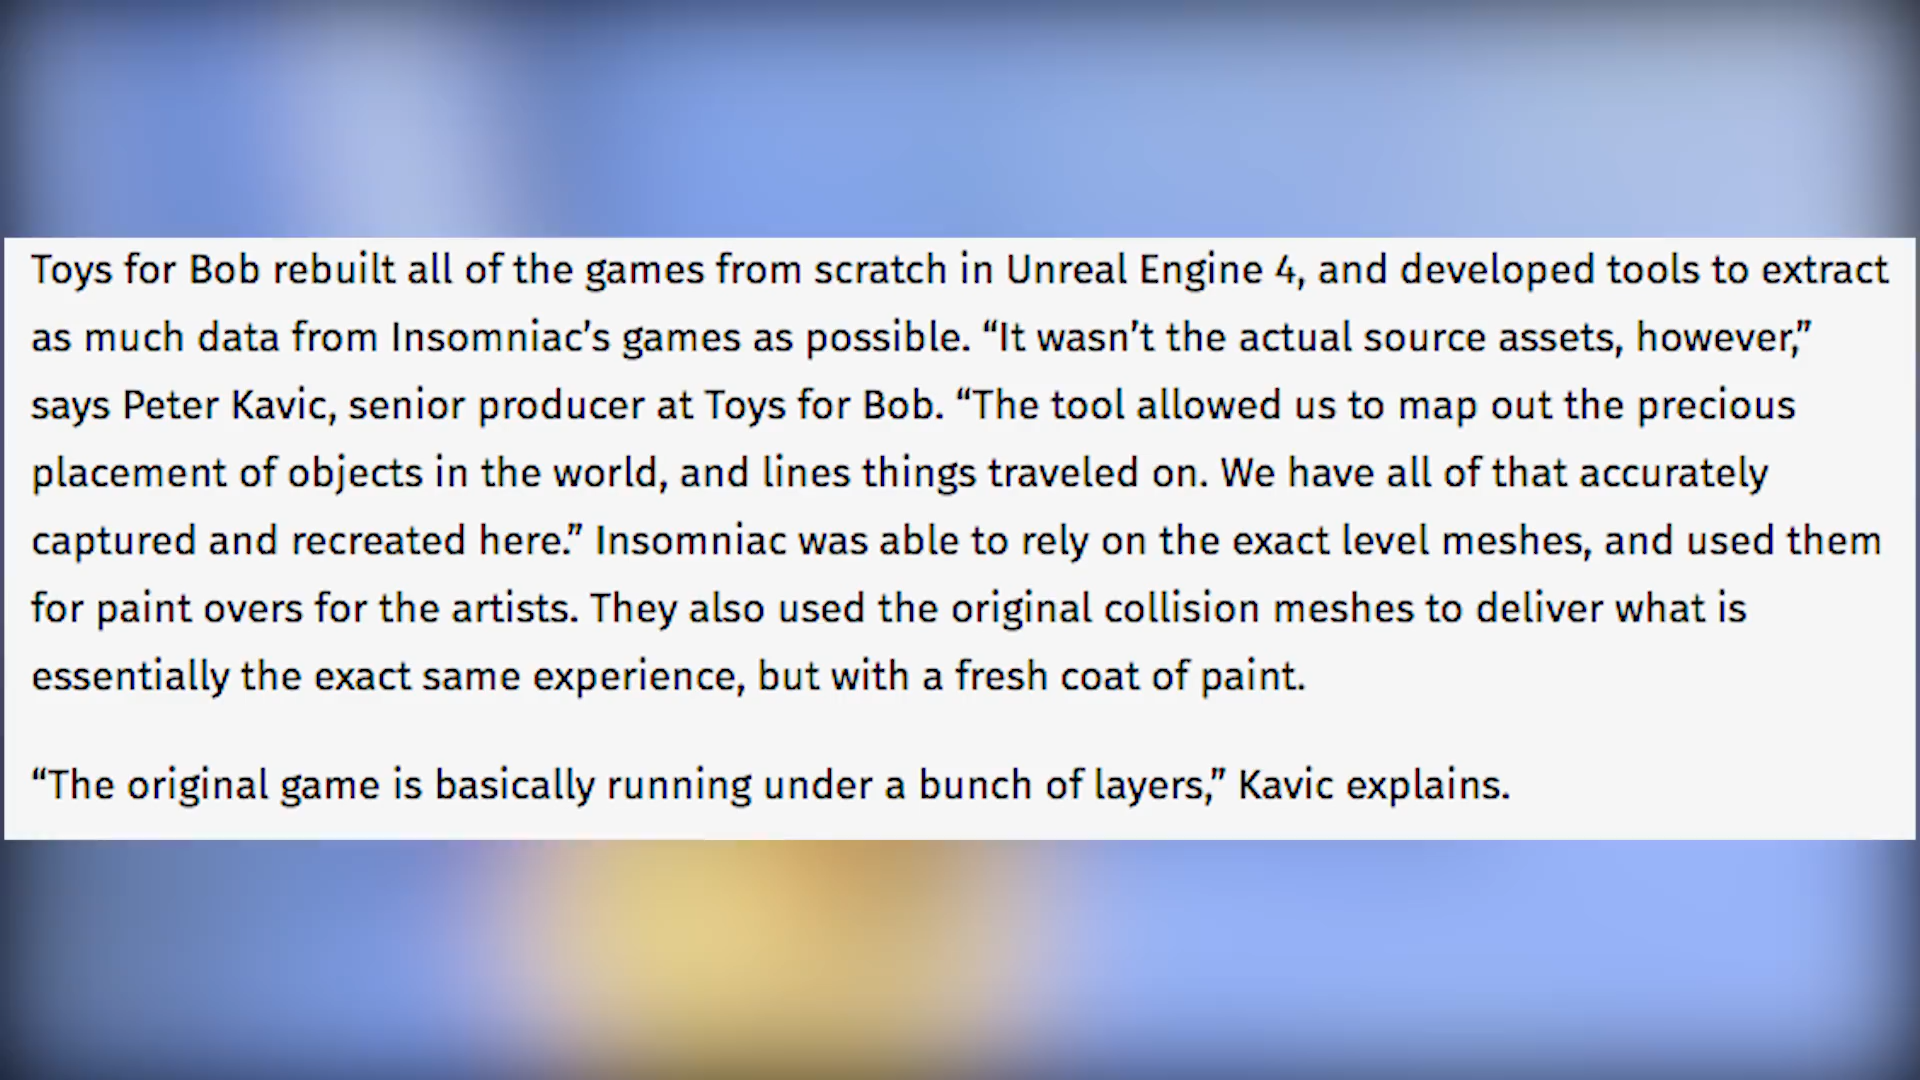 Toys for Bob rebuilt all of the games from scratch in Unreal Engine 4, and developed tools to extract
as much data from Insomniac’s games as possible. “It wasn’t the actual source assets, however,”
says Peter Kavic, senior producer at Toys for Bob. “The tool allowed us to map out the precious
placement of objects in the world, and lines things traveled on. We have all of that accurately
captured and recreated here.” Insomniac was able to rely on the exact level meshes, and used them
for paint overs for the artists. They also used the original collision meshes to deliver what is
essentially the exact same experience, but with a fresh coat of paint.
“The original game is basically running under a bunch of layers,” Kavic explains.